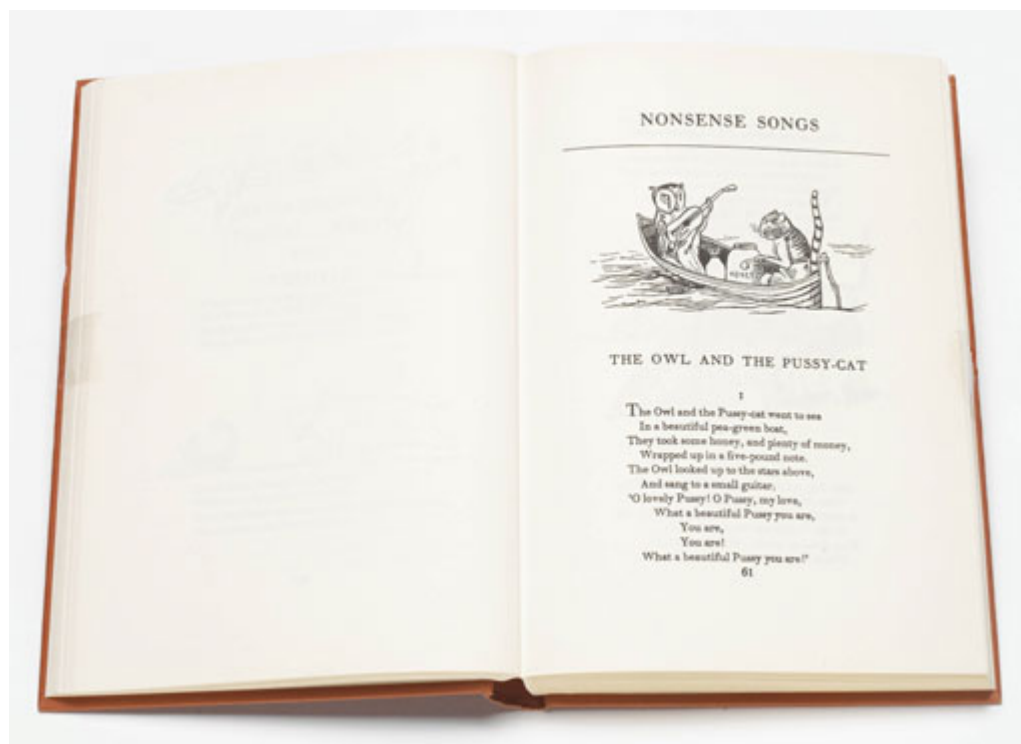 NONSENSE SONGS
HONEY
THE OWL AND THE PUSSY-CAT
I
The Owl and the Pussy-cat went to sea
In a beautiful pea-green boat,
They took some honey, and plenty of money,
Wrapped up in a five-pound note.
The Owl looked up to the stars above,
And sang to a small guitar,
"O lovely Pussy! O Pussy, my love,
What a beautiful Pussy you are,
You are,
You are!
What a beautiful Pussy you are!"
61